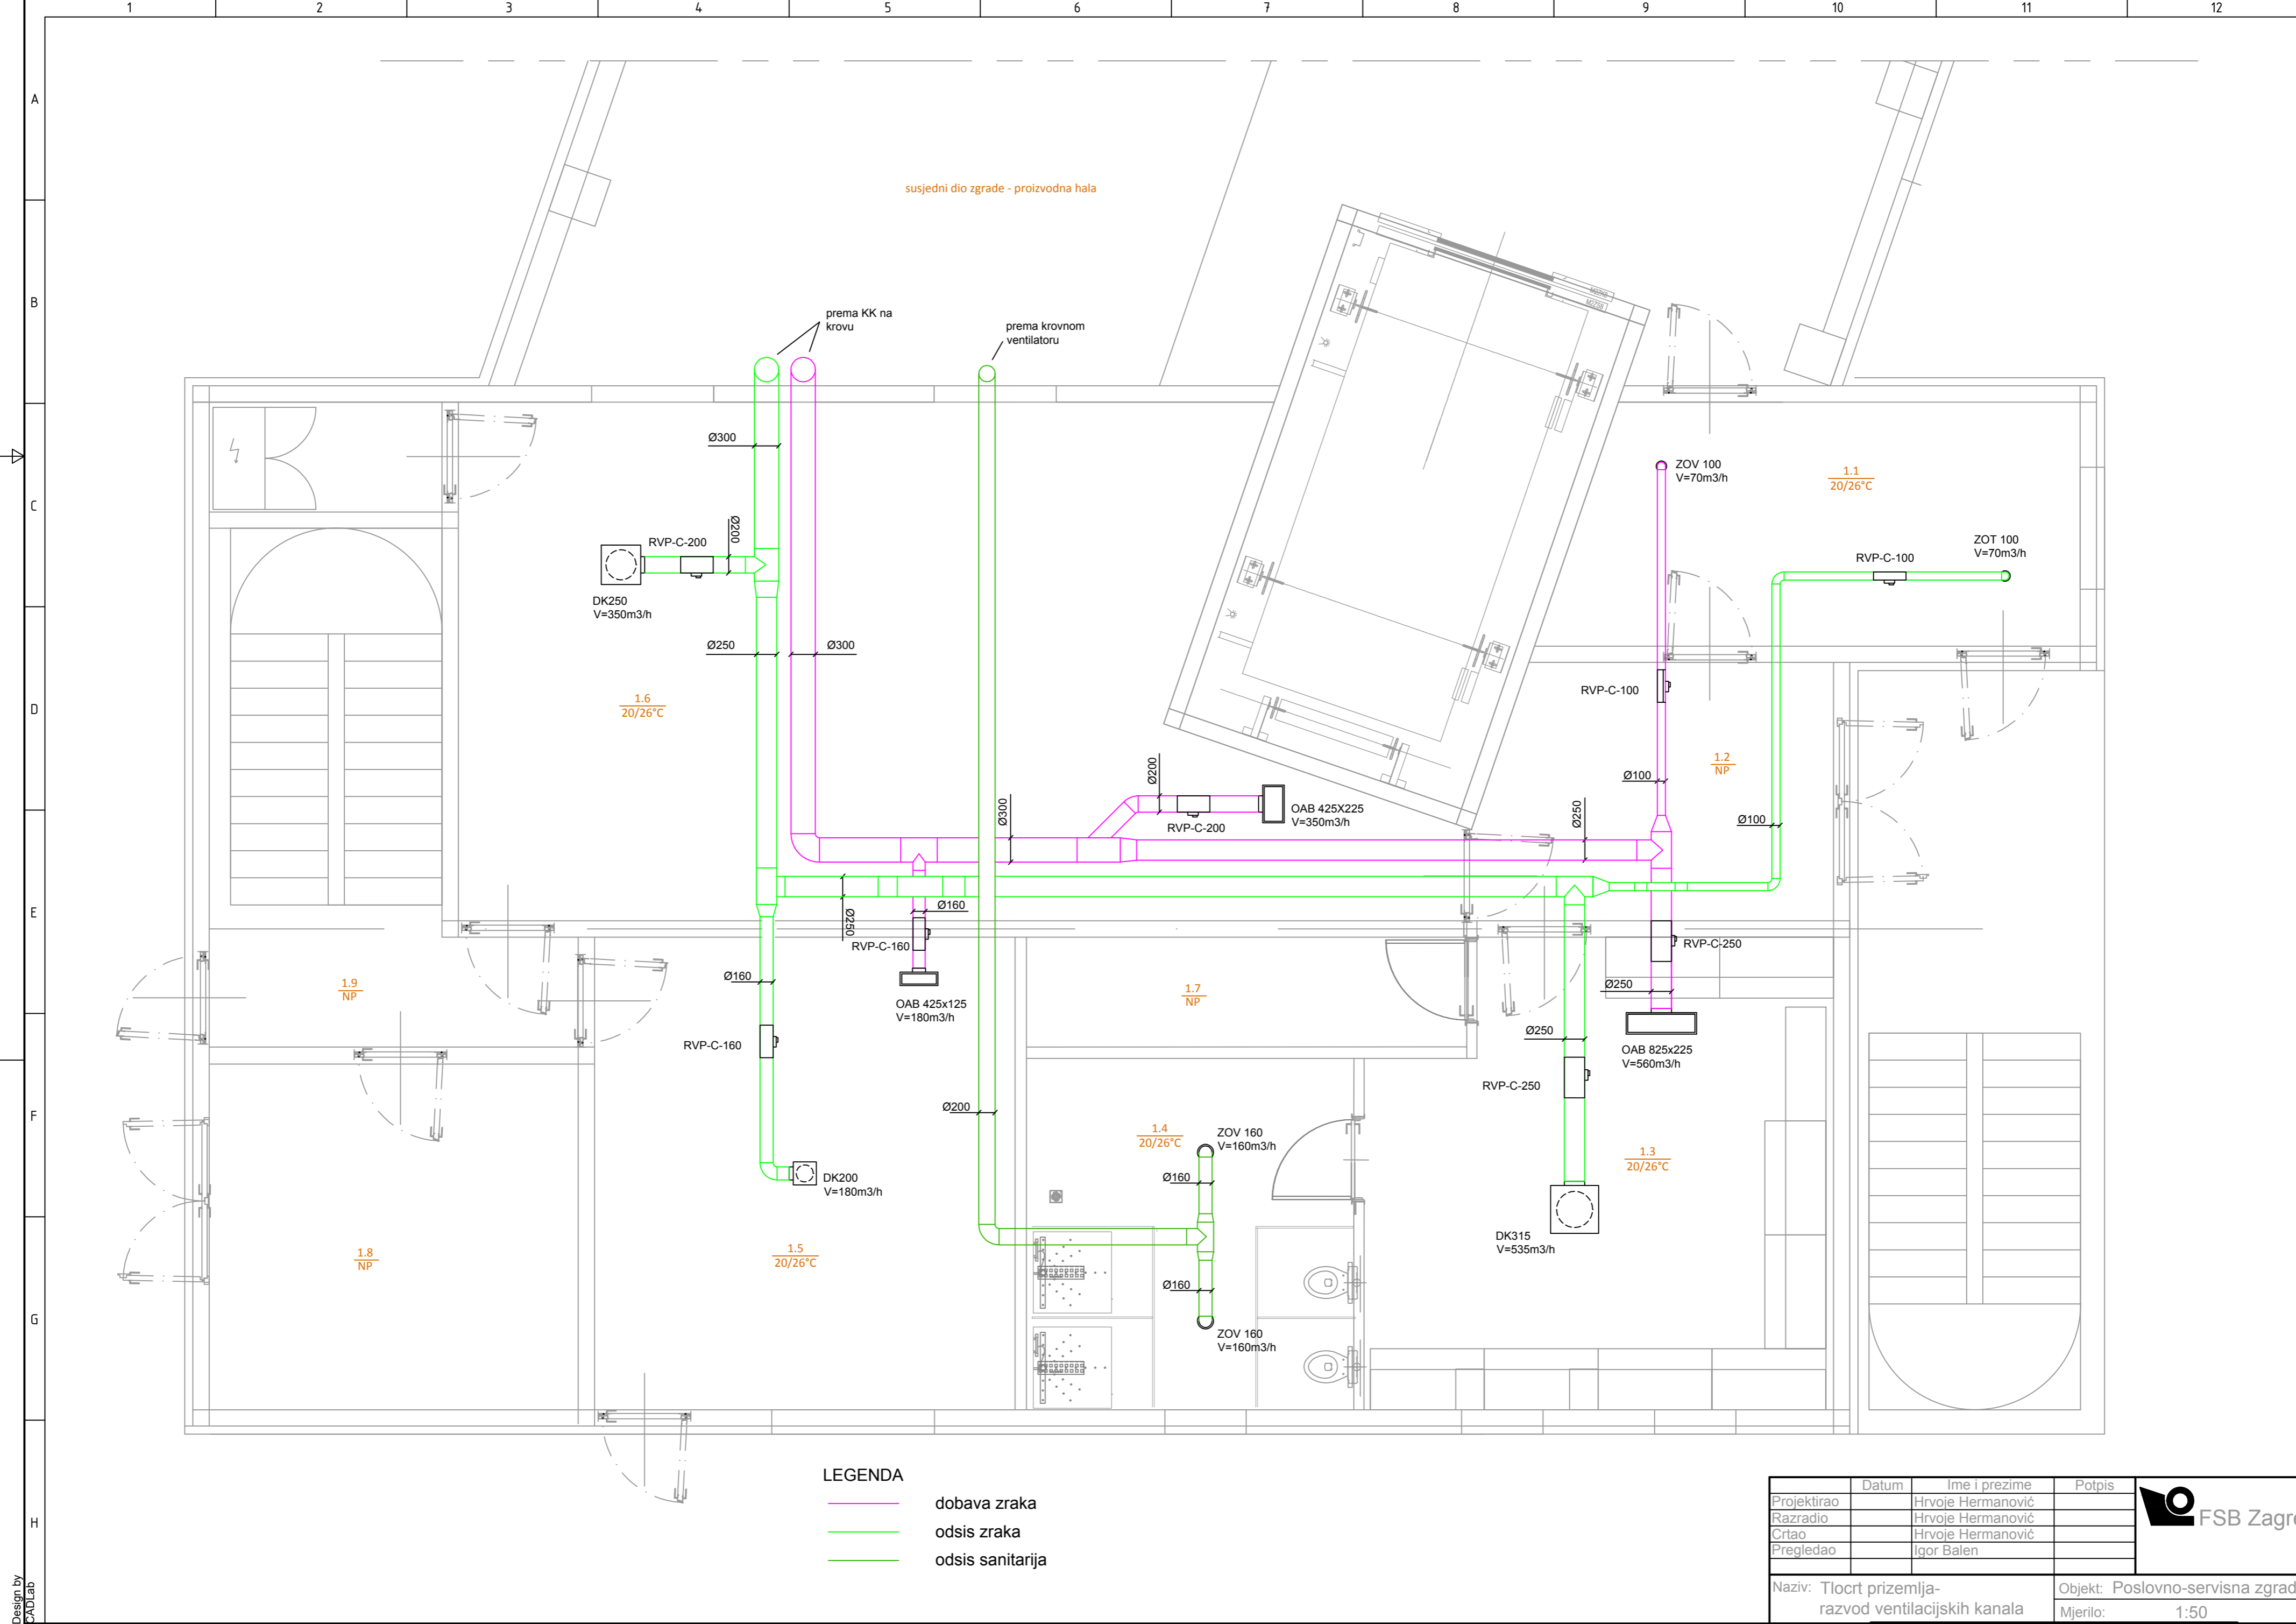 1 2 3 4 5 6 7 8 9 10 11 12
A
B
C
D
E
F
G
H
susjedni dio zgrade - proizvodna hala
prema KK na
krovu
prema krovnom
ventilatoru
Ø300
RVP-C-200
Ø200
DK250
V=350m3/h
Ø250
Ø300
1.6
20/26°C
ZOV 100
V=70m3/h
1.1
20/26°C
ZOT 100
V=70m3/h
RVP-C-100
RVP-C-100
1.2
NP
Ø100
Ø100
Ø200
OAB 425X225
V=350m3/h
RVP-C-200
Ø300
Ø250
Ø160
Ø250
RVP-C-160
OAB 425x125
V=180m3/h
Ø160
RVP-C-160
DK200
V=180m3/h
1.9
NP
1.7
NP
RVP-C-250
Ø250
OAB 825x225
V=560m3/h
Ø250
RVP-C-250
Ø200
1.4
20/26°C
ZOV 160
V=160m3/h
Ø160
Ø160
ZOV 160
V=160m3/h
1.3
20/26°C
DK315
V=535m3/h
1.8
NP
1.5
20/26°C
LEGENDA
dobava zraka
odsis zraka
odsis sanitarija
Datum Ime i prezime Potpis
Projektirao Hrvoje Hermanović
Razradio Hrvoje Hermanović
Crtao Hrvoje Hermanović
Pregledao Igor Balen
FSB Zagre
Naziv: Tlocrt prizemlja-
razvod ventilacijskih kanala
Objekt: Poslovno-servisna zgrad
Mjerilo: 1:50
Design by
CADLab